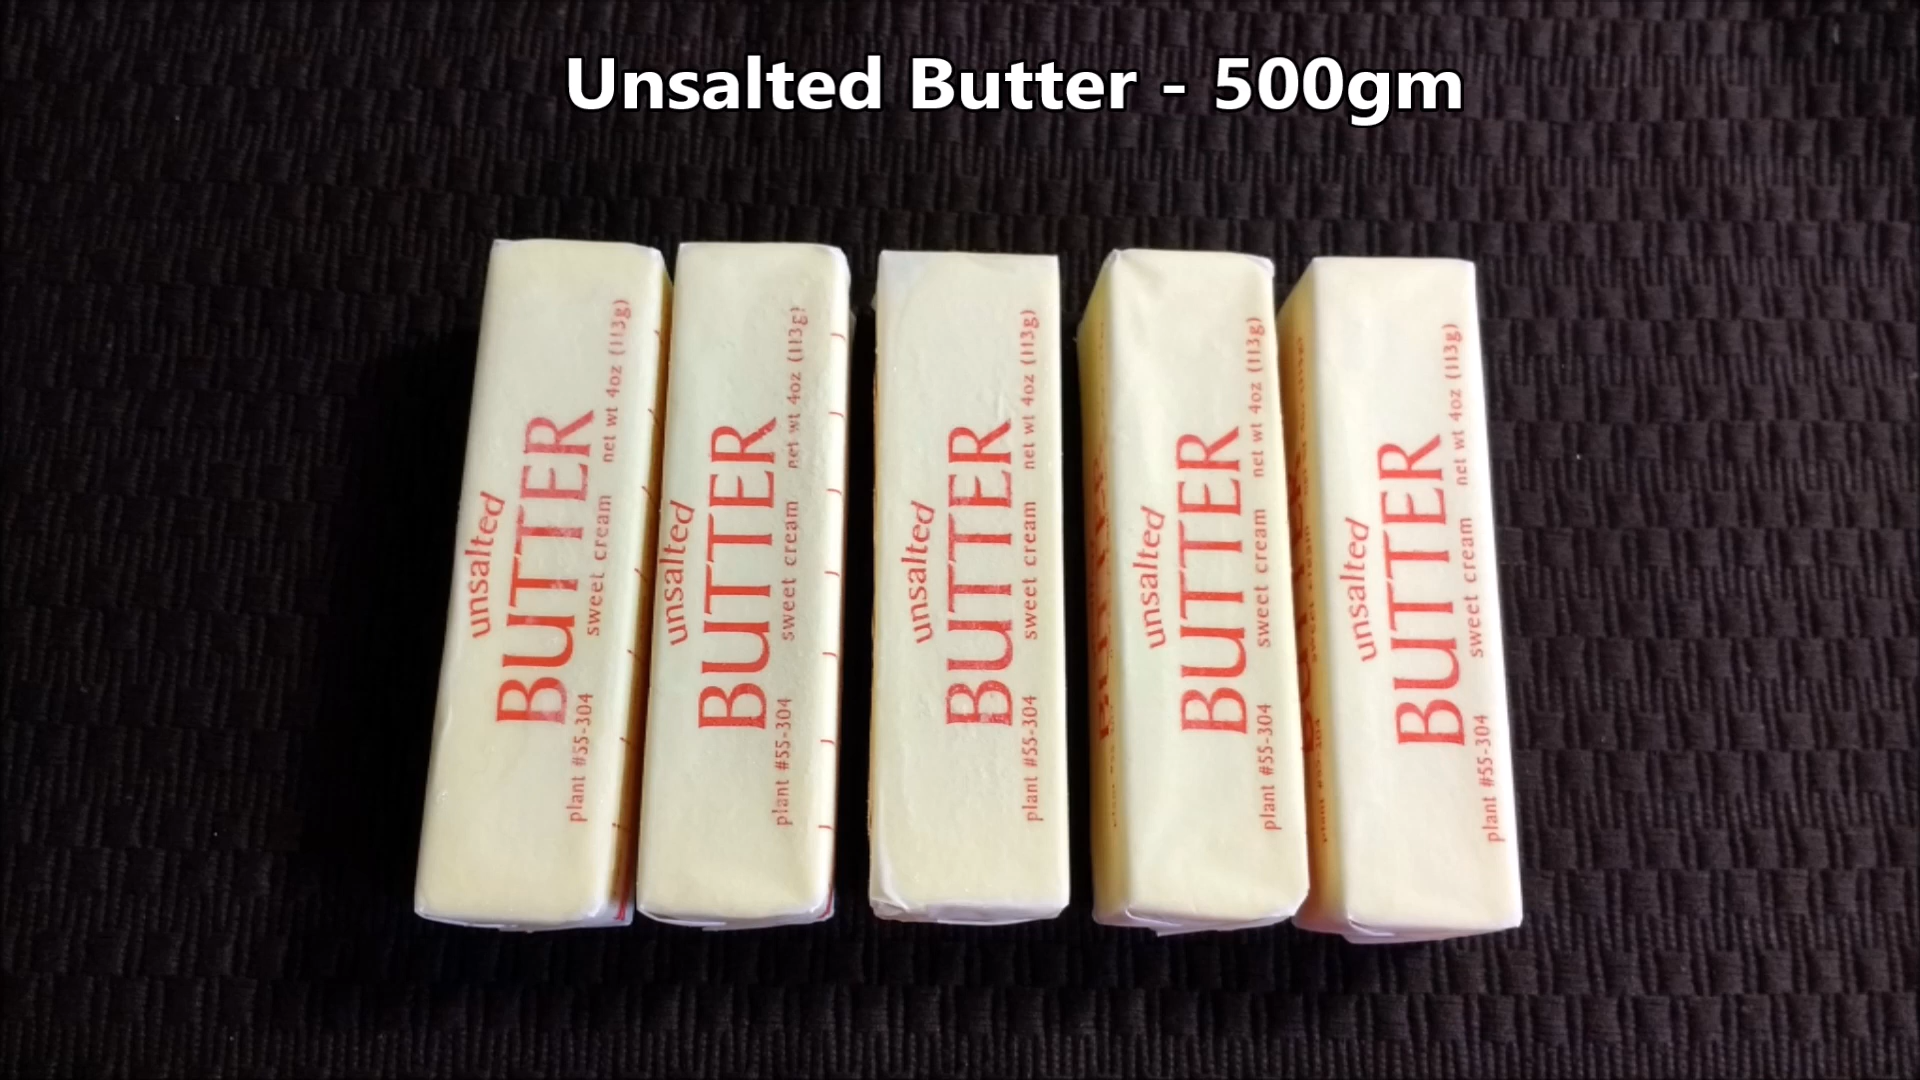 Unsalted Butter - 500gm
unsalted
BUTTER
sweet cream net wt 4oz (113g)
plant #55-304
unsalted
BUTTER
sweet cream net wt 4oz (113g)
plant #55-304
unsalted
BUTTER
sweet cream net wt 4oz (113g)
plant #55-304
unsalted
BUTTER
sweet cream net wt 4oz (113g)
plant #55-304
unsalted
BUTTER
sweet cream net wt 4oz (113g)
plant #55-304